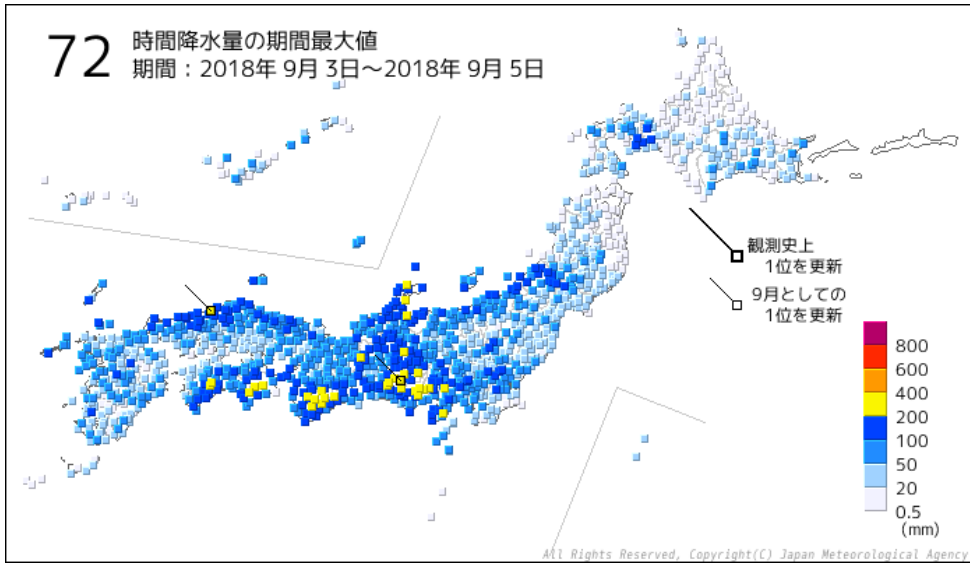 72 時間降水量の期間最大値
期間：2018年 9月 3日～2018年 9月 5日
観測史上
1位を更新
9月としての
1位を更新
800
600
400
200
100
50
20
0.5
(mm)
All Rights Reserved, Copyright(C) Japan Meteorological Agency